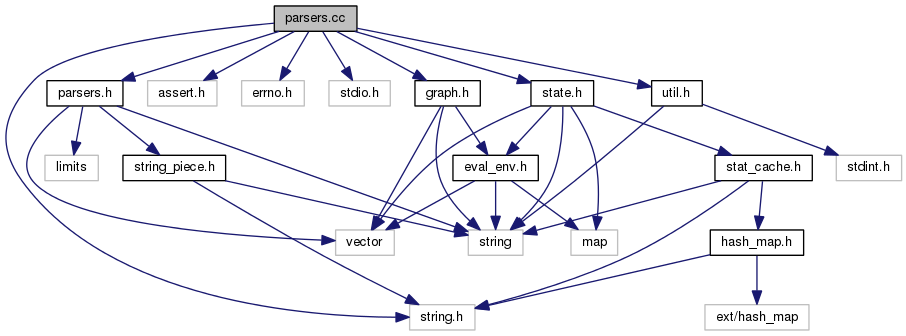 parsers.cc
parsers.h
assert.h
errno.h
stdio.h
graph.h
state.h
util.h
limits
string_piece.h
eval_env.h
stat_cache.h
stdint.h
vector
string
map
hash_map.h
string.h
ext/hash_map